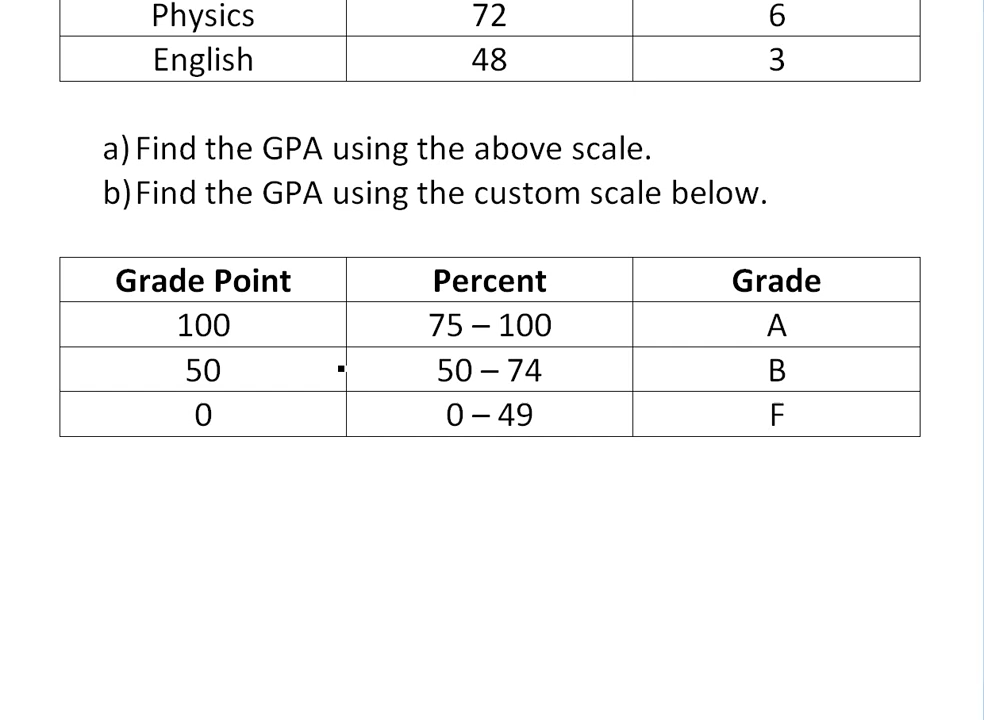 Physics 72 6
English 48 3
a) Find the GPA using the above scale.
b) Find the GPA using the custom scale below.
Grade Point Percent Grade
100 75 – 100 A
50 50 – 74 B
0 0 – 49 F